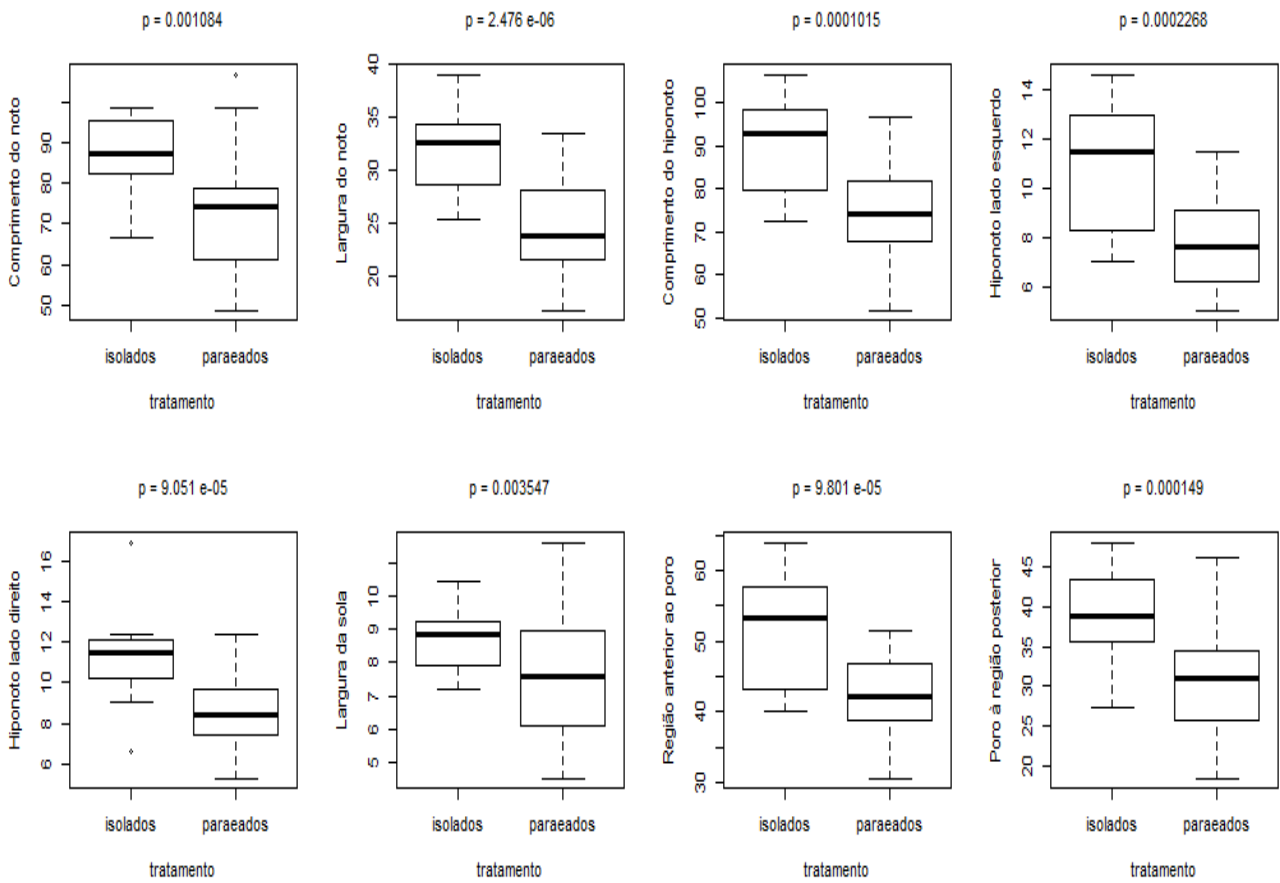 p = 0.001084
Comprimento do noto
50 60 70 80 90
isolados paraeados
tratamento
p = 2.476 e-06
Largura do noto
20 25 30 35 40
isolados paraeados
tratamento
p = 0.0001015
Comprimento do hiponoto
50 60 70 80 90 100
isolados paraeados
tratamento
p = 0.0002268
Hiponoto lado esquerdo
6 8 10 12 14
isolados paraeados
tratamento
p = 9.051 e-05
Hiponoto lado direito
6 8 10 12 14 16
isolados paraeados
tratamento
p = 0.003547
Largura da sola
5 6 7 8 9 10
isolados paraeados
tratamento
p = 9.801 e-05
Região anterior ao poro
30 40 50 60
isolados paraeados
tratamento
p = 0.000149
Poro à região posterior
20 25 30 35 40 45
isolados paraeados
tratamento